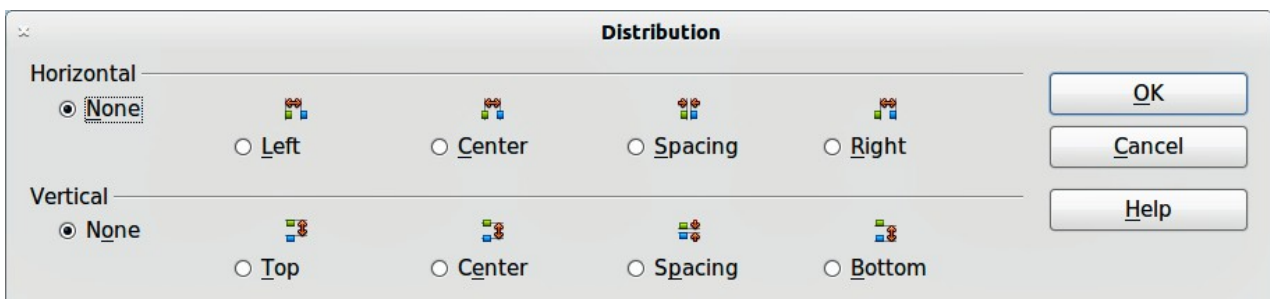 Distribution
Horizontal
None
Left
Center
Spacing
Right
Vertical
None
Top
Center
Spacing
Bottom
OK
Cancel
Help